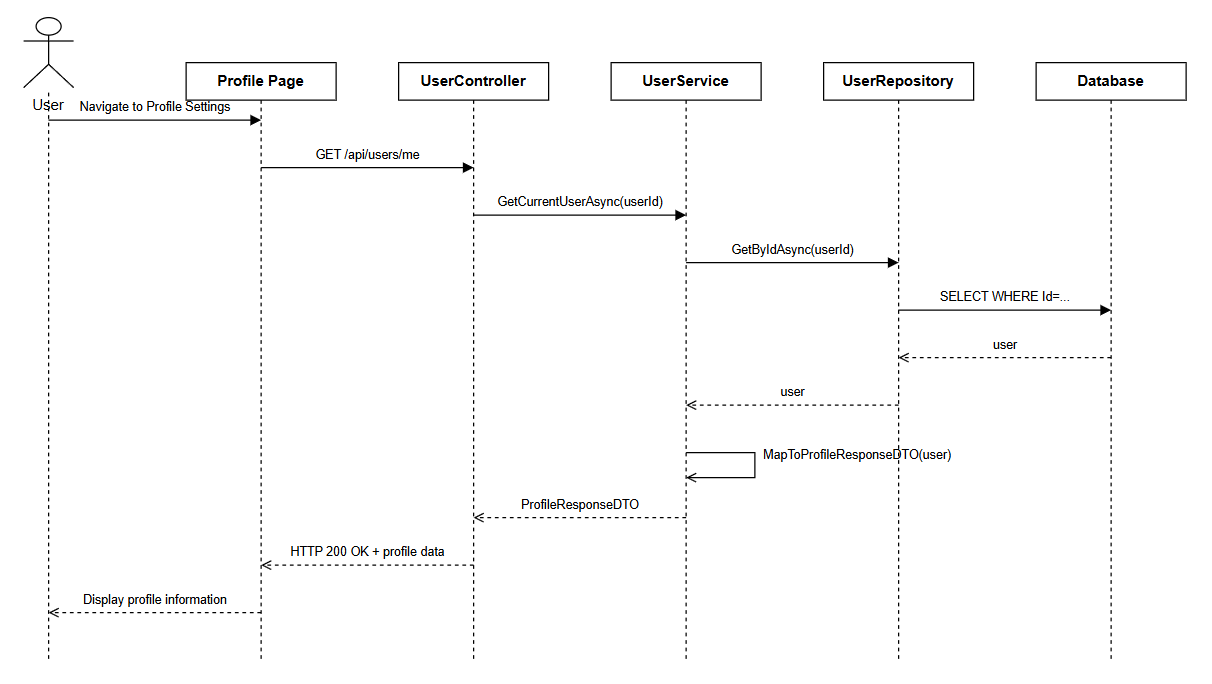 Profile Page
UserController
UserService
UserRepository
Database
User
Navigate to Profile Settings
GET /api/users/me
GetCurrentUserAsync(userId)
GetByIdAsync(userId)
SELECT WHERE Id=...
user
user
MapToProfileResponseDTO(user)
ProfileResponseDTO
HTTP 200 OK + profile data
Display profile information